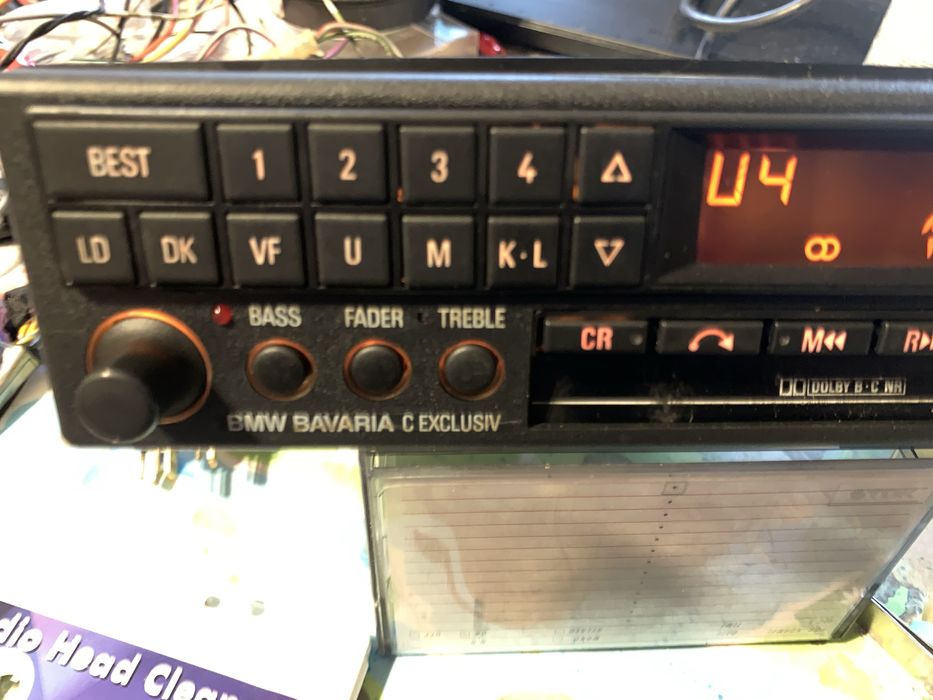 BEST 1 2 3 4
LD DK VF U M K·L
U4
BASS FADER TREBLE
CR M R
DOLBY B·C NR
BMW BAVARIA C EXCLUSIV
dio Head Clean